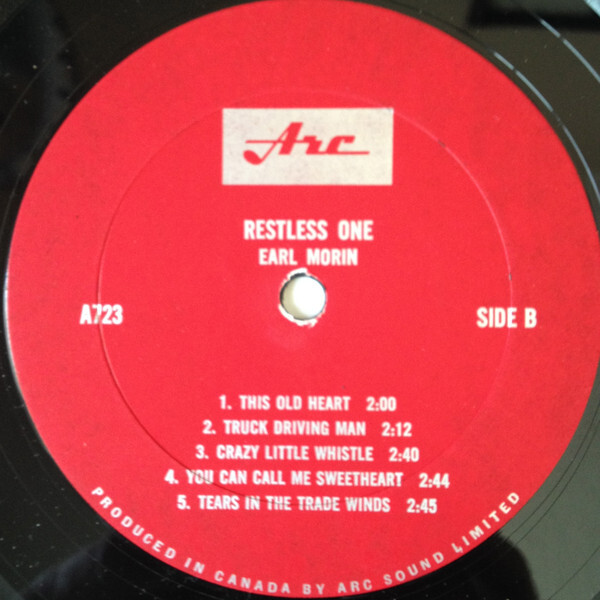 Arc
RESTLESS ONE
EARL MORIN
A723
SIDE B
1. THIS OLD HEART 2:00
2. TRUCK DRIVING MAN 2:12
3. CRAZY LITTLE WHISTLE 2:40
4. YOU CAN CALL ME SWEETHEART 2:44
5. TEARS IN THE TRADE WINDS 2:45
PRODUCED IN CANADA BY ARC SOUND LIMITED